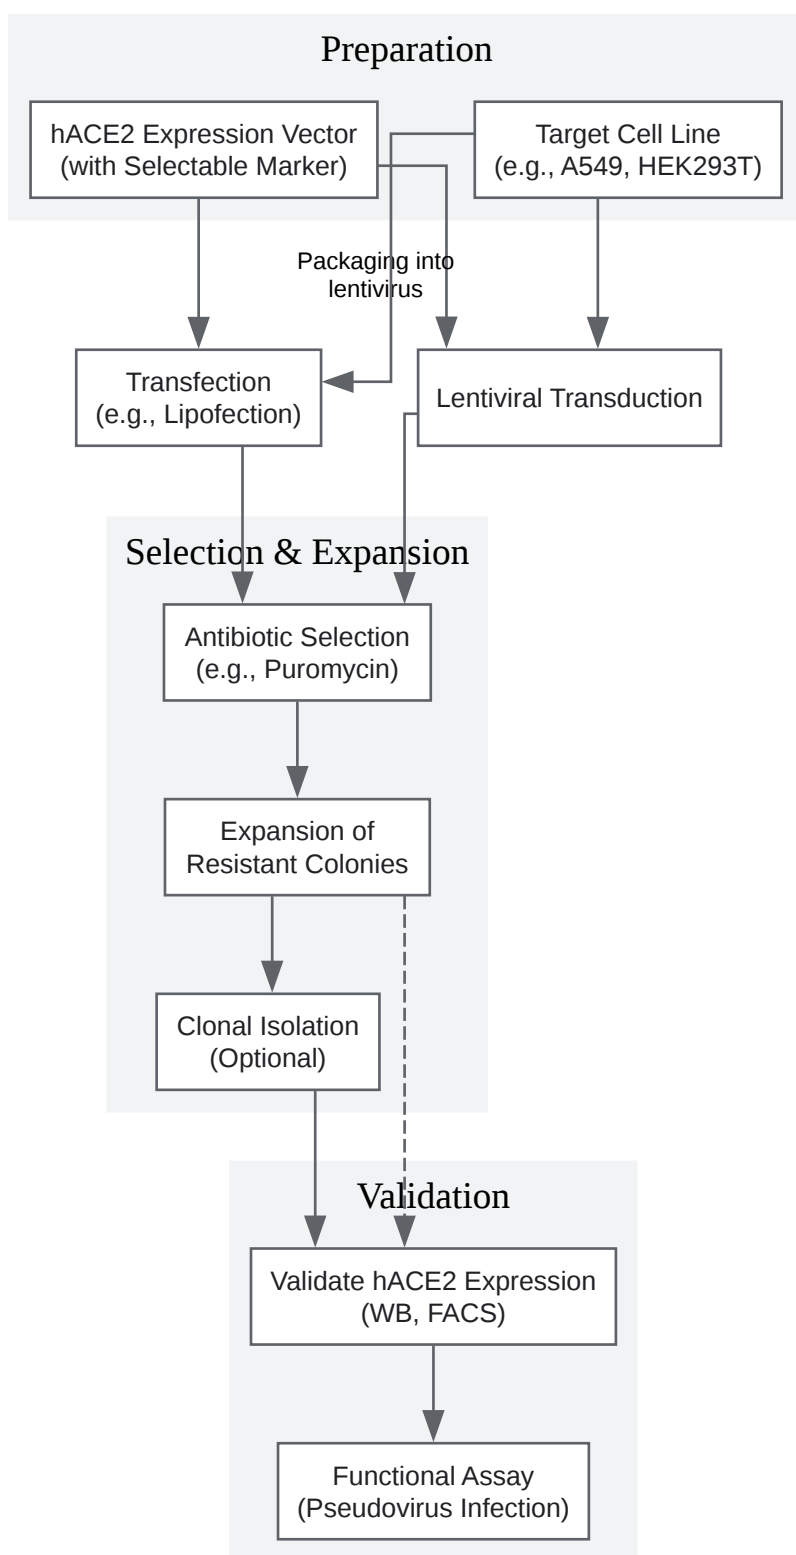 Preparation
hACE2 Expression Vector
(with Selectable Marker)
Target Cell Line
(e.g., A549, HEK293T)
Packaging into
lentivirus
Transfection
(e.g., Lipofection)
Lentiviral Transduction
Selection & Expansion
Antibiotic Selection
(e.g., Puromycin)
Expansion of
Resistant Colonies
Clonal Isolation
(Optional)
Validation
Validate hACE2 Expression
(WB, FACS)
Functional Assay
(Pseudovirus Infection)